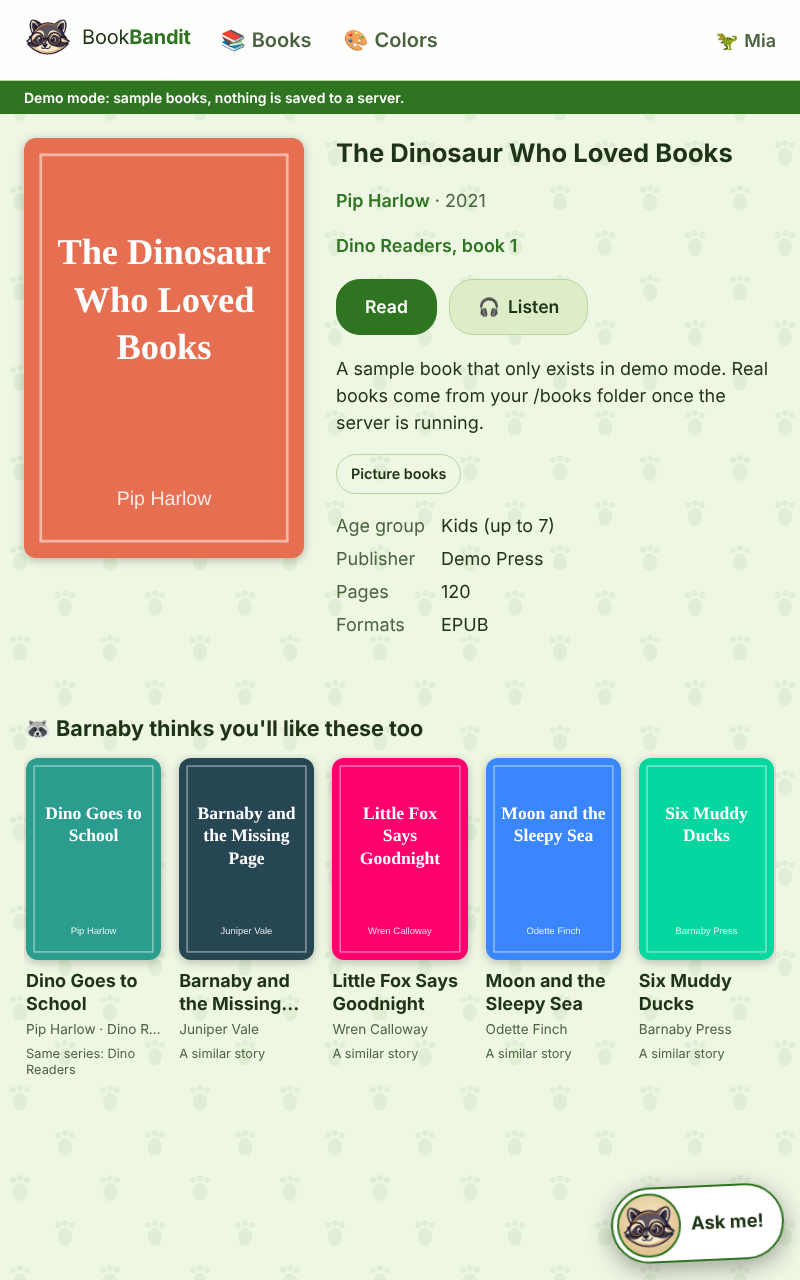 BookBandit
📚 Books
🎨 Colors
🦖 Mia
Demo mode: sample books, nothing is saved to a server.
The Dinosaur
Who Loved
Books
Pip Harlow
The Dinosaur Who Loved Books
Pip Harlow · 2021
Dino Readers, book 1
Read
🎧 Listen
A sample book that only exists in demo mode. Real
books come from your /books folder once the
server is running.
Picture books
Age group Kids (up to 7)
Publisher Demo Press
Pages 120
Formats EPUB
🦝 Barnaby thinks you'll like these too
Dino Goes to
School
Pip Harlow
Barnaby and
the Missing
Page
Juniper Vale
Little Fox
Says
Goodnight
Wren Calloway
Moon and the
Sleepy Sea
Odette Finch
Six Muddy
Ducks
Barnaby Press
Dino Goes to
School
Pip Harlow · Dino R...
Same series: Dino
Readers
Barnaby and
the Missing...
Juniper Vale
A similar story
Little Fox Says
Goodnight
Wren Calloway
A similar story
Moon and the
Sleepy Sea
Odette Finch
A similar story
Six Muddy
Ducks
Barnaby Press
A similar story
Ask me!